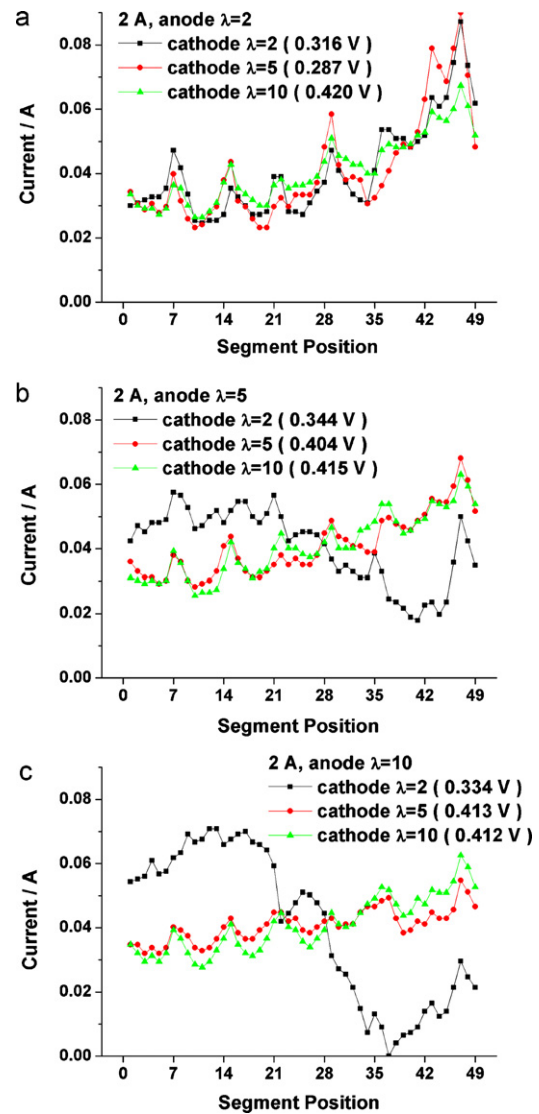 a
2 A, anode λ=2
cathode λ=2 ( 0.316 V )
cathode λ=5 ( 0.287 V )
cathode λ=10 ( 0.420 V )
Current / A
0.08
0.06
0.04
0.02
0.00
0 7 14 21 28 35 42 49
Segment Position
b
2 A, anode λ=5
cathode λ=2 ( 0.344 V )
cathode λ=5 ( 0.404 V )
cathode λ=10 ( 0.415 V )
Current / A
0.08
0.06
0.04
0.02
0.00
0 7 14 21 28 35 42 49
Segment Position
c
2 A, anode λ=10
cathode λ=2 ( 0.334 V )
cathode λ=5 ( 0.413 V )
cathode λ=10 ( 0.412 V )
Current / A
0.08
0.06
0.04
0.02
0.00
0 7 14 21 28 35 42 49
Segment Position